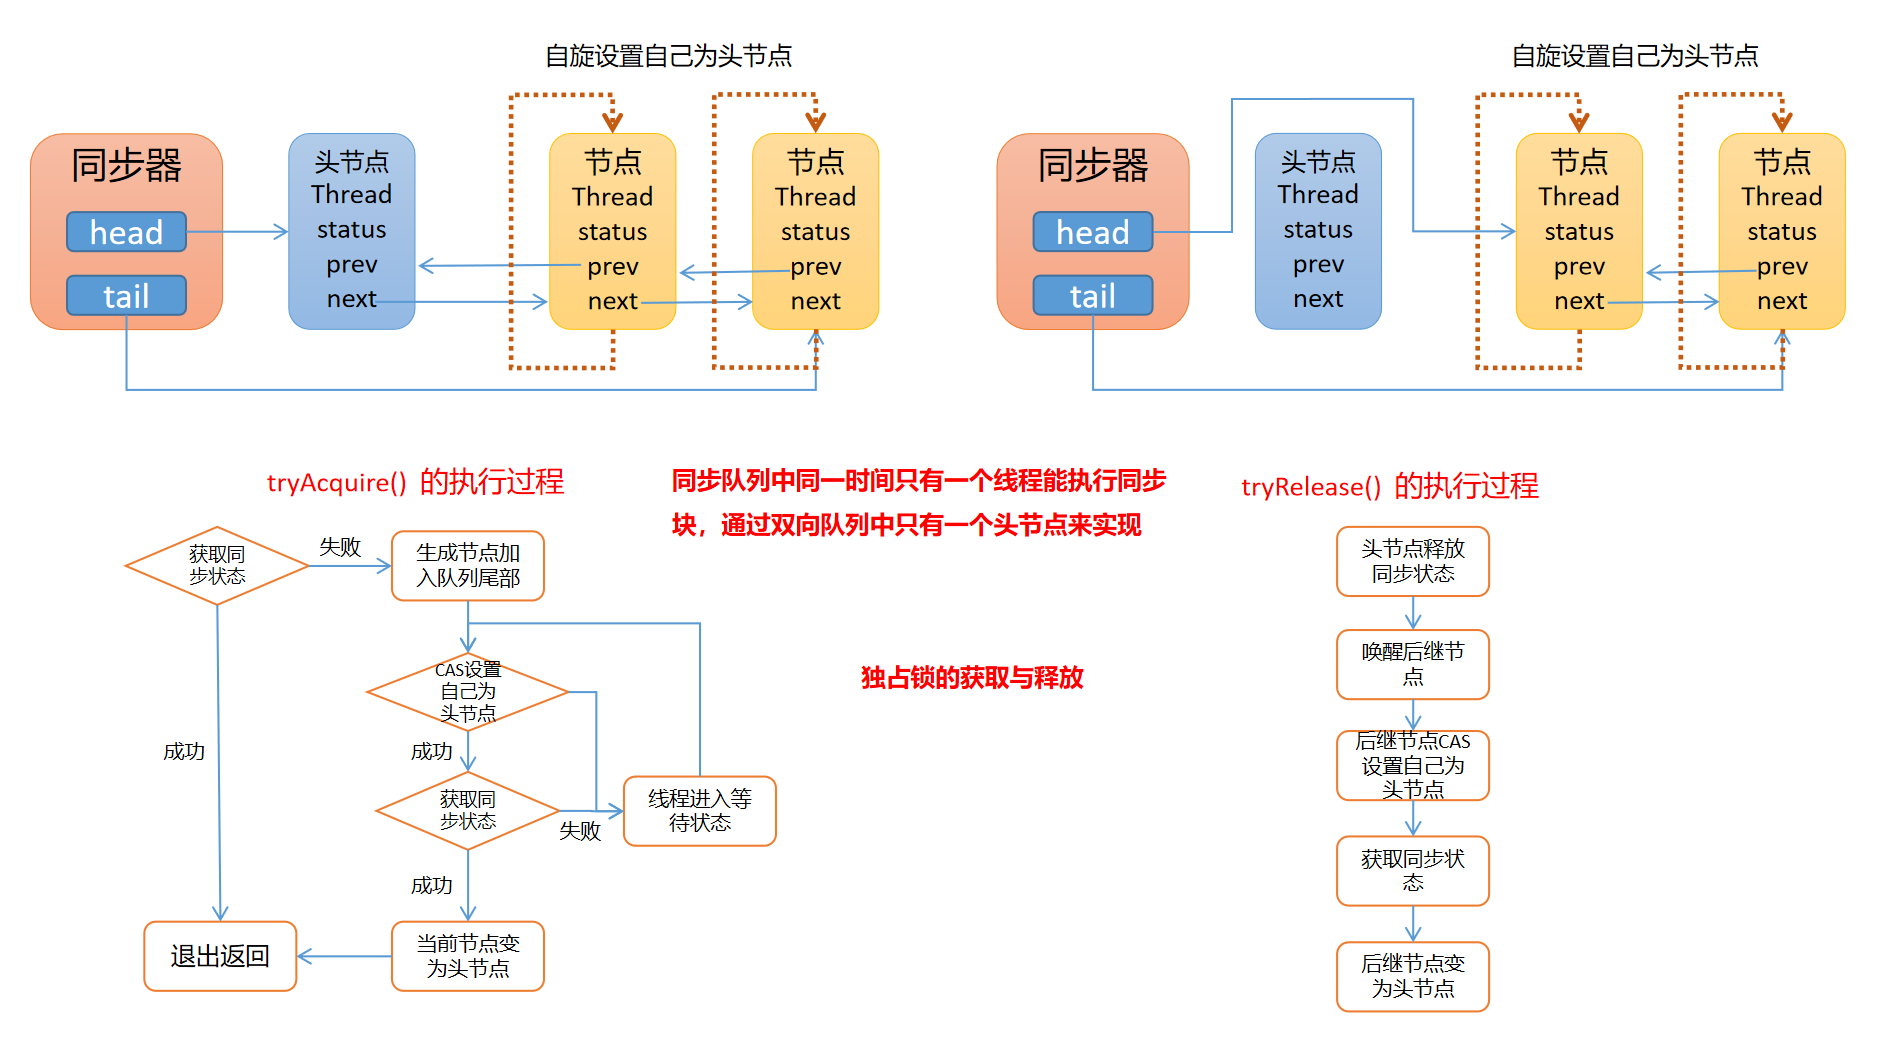 自旋设置自己为头节点
同步器
head
tail
头节点
Thread
status
prev
next
节点
Thread
status
prev
next
节点
Thread
status
prev
next
自旋设置自己为头节点
同步器
head
tail
头节点
Thread
status
prev
next
节点
Thread
status
prev
next
节点
Thread
status
prev
next
tryAcquire() 的执行过程
获取同
步状态
失败
生成节点加
入队列尾部
CAS设置
自己为
头节点
成功
成功
获取同
步状态
失败
线程进入等
待状态
成功
退出返回
当前节点变
为头节点
同步队列中同一时间只有一个线程能执行同步
块，通过双向队列中只有一个头节点来实现
独占锁的获取与释放
tryRelease() 的执行过程
头节点释放
同步状态
唤醒后继节
点
后继节点CAS
设置自己为
头节点
获取同步状
态
后继节点变
为头节点